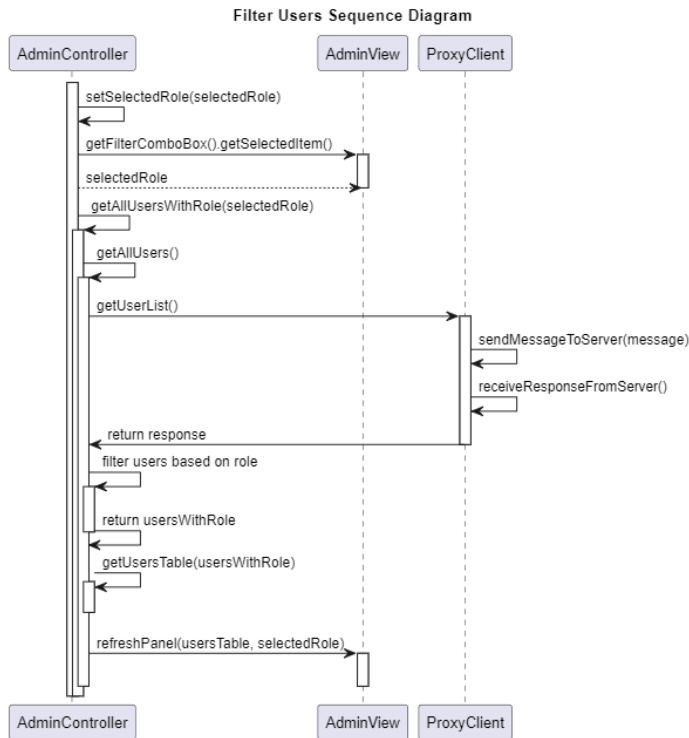 Filter Users Sequence Diagram
AdminController
AdminView
ProxyClient
setSelectedRole(selectedRole)
getFilterComboBox().getSelectedItem()
selectedRole
getAllUsersWithRole(selectedRole)
getAllUsers()
getUserList()
sendMessageToServer(message)
receiveResponseFromServer()
return response
filter users based on role
return usersWithRole
getUsersTable(usersWithRole)
refreshPanel(usersTable, selectedRole)
AdminController
AdminView
ProxyClient